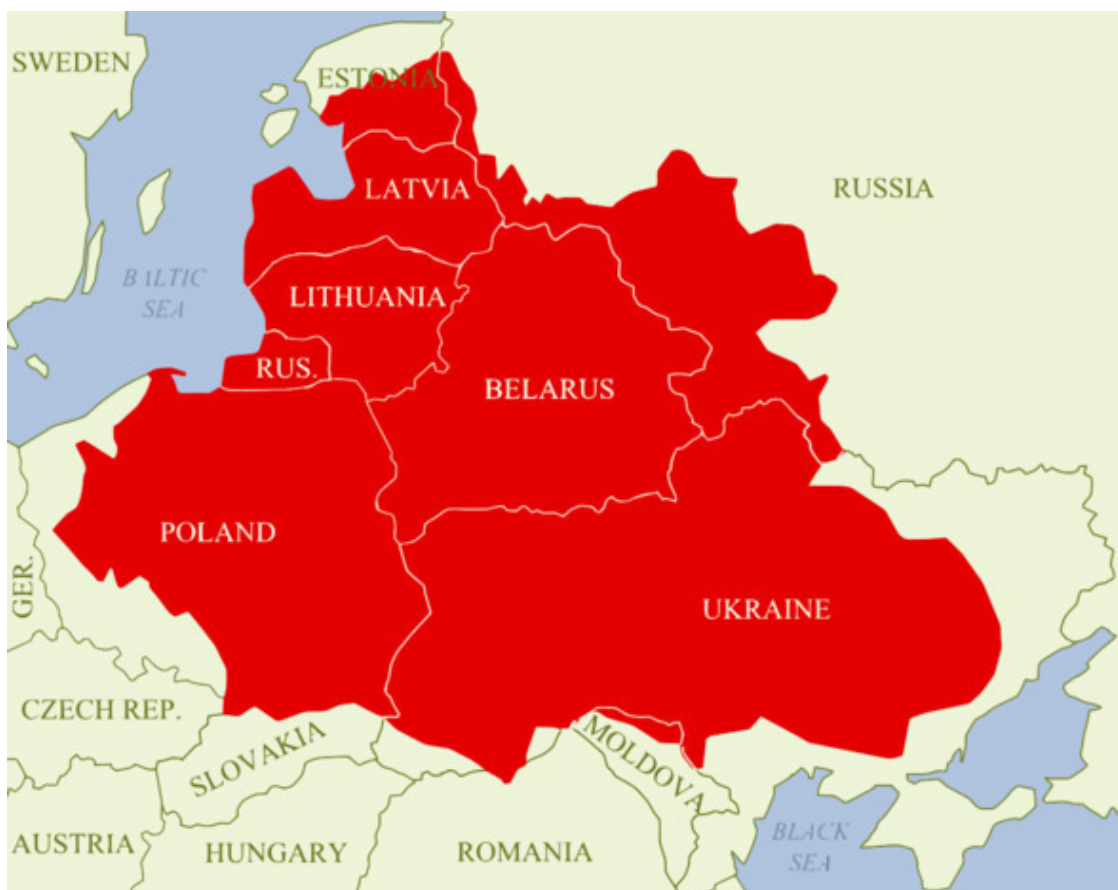 SWEDEN
ESTONIA
RUSSIA
LATVIA
BALTIC
SEA
LITHUANIA
RUS.
BELARUS
POLAND
GER.
UKRAINE
CZECH REP.
SLOVAKIA
MOLDOVA
AUSTRIA
HUNGARY
ROMANIA
BLACK
SEA